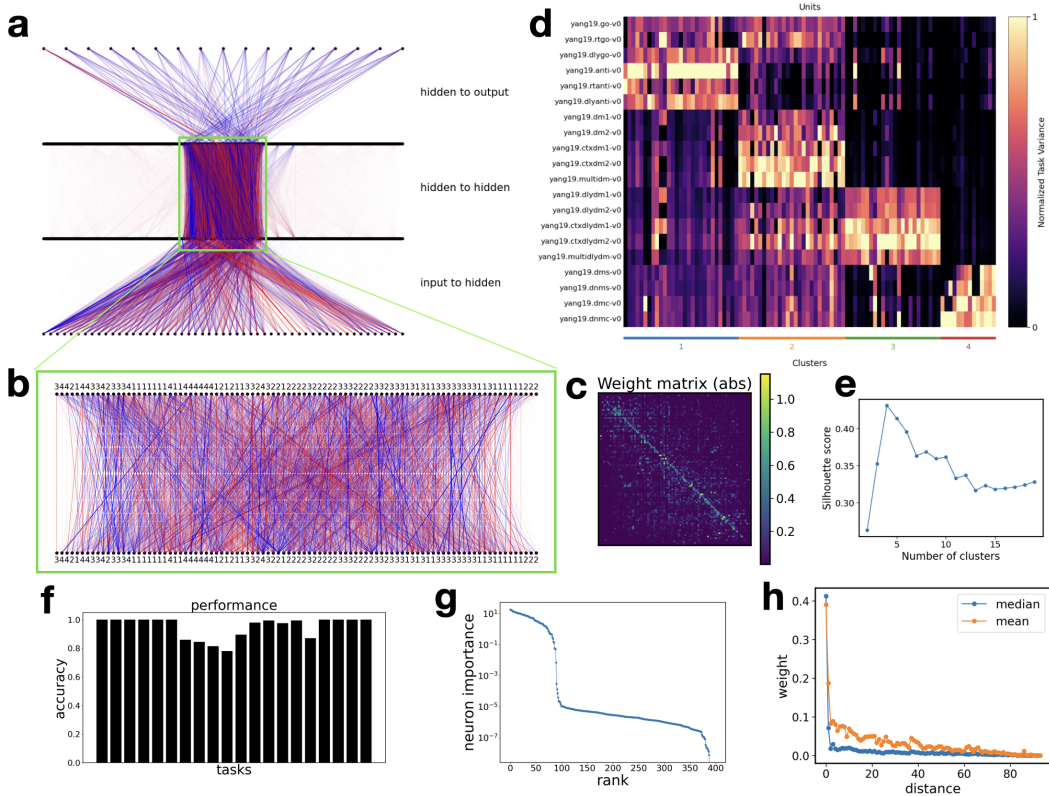 a
hidden to output
hidden to hidden
input to hidden
b
c
Weight matrix (abs)
1.0
0.8
0.6
0.4
0.2
d
Units
yang19.go-v0
yang19.rtgo-v0
yang19.dlygo-v0
yang19.anti-v0
yang19.rtanti-v0
yang19.dlyanti-v0
yang19.dm1-v0
yang19.dm2-v0
yang19.ctxdm1-v0
yang19.ctxdm2-v0
yang19.multidm-v0
yang19.dlydm1-v0
yang19.dlydm2-v0
yang19.ctxdlydm1-v0
yang19.ctxdlydm2-v0
yang19.multidlydm-v0
yang19.dms-v0
yang19.dnms-v0
yang19.dmc-v0
yang19.dnmc-v0
1 2 3 4
Clusters
1
0
Normalized Task Variance
e
Silhouette score
0.40
0.35
0.30
5 10 15
Number of clusters
f
performance
accuracy
1.0
0.8
0.6
0.4
0.2
0.0
tasks
g
neuron importance
10¹
10⁻¹
10⁻³
10⁻⁵
10⁻⁷
0 50 100 150 200 250 300 350 400
rank
h
median
mean
weight
0.4
0.3
0.2
0.1
0.0
0 20 40 60 80
distance